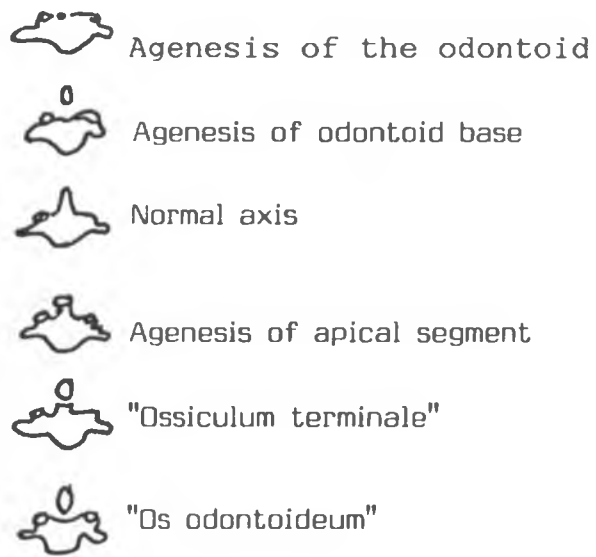 Agenesis of the odontoid
Agenesis of odontoid base
Normal axis
Agenesis of apical segment
"Ossiculum terminale"
"Os odontoideum"